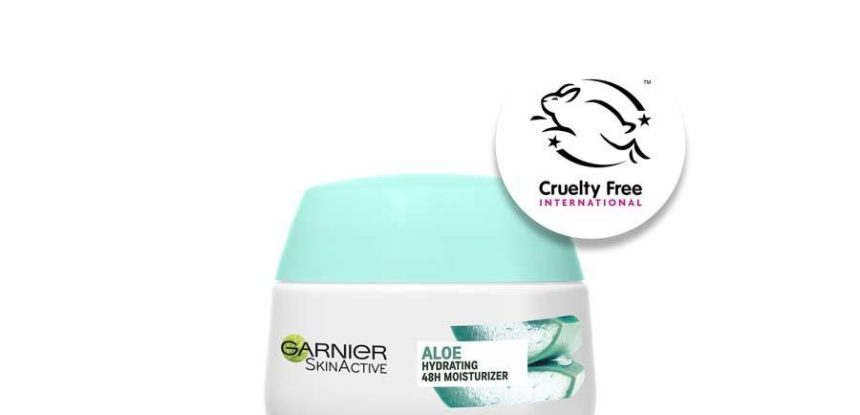 TM
Cruelty Free
INTERNATIONAL
GARNIER
SKINACTIVE
ALOE
HYDRATING
48H MOISTURIZER